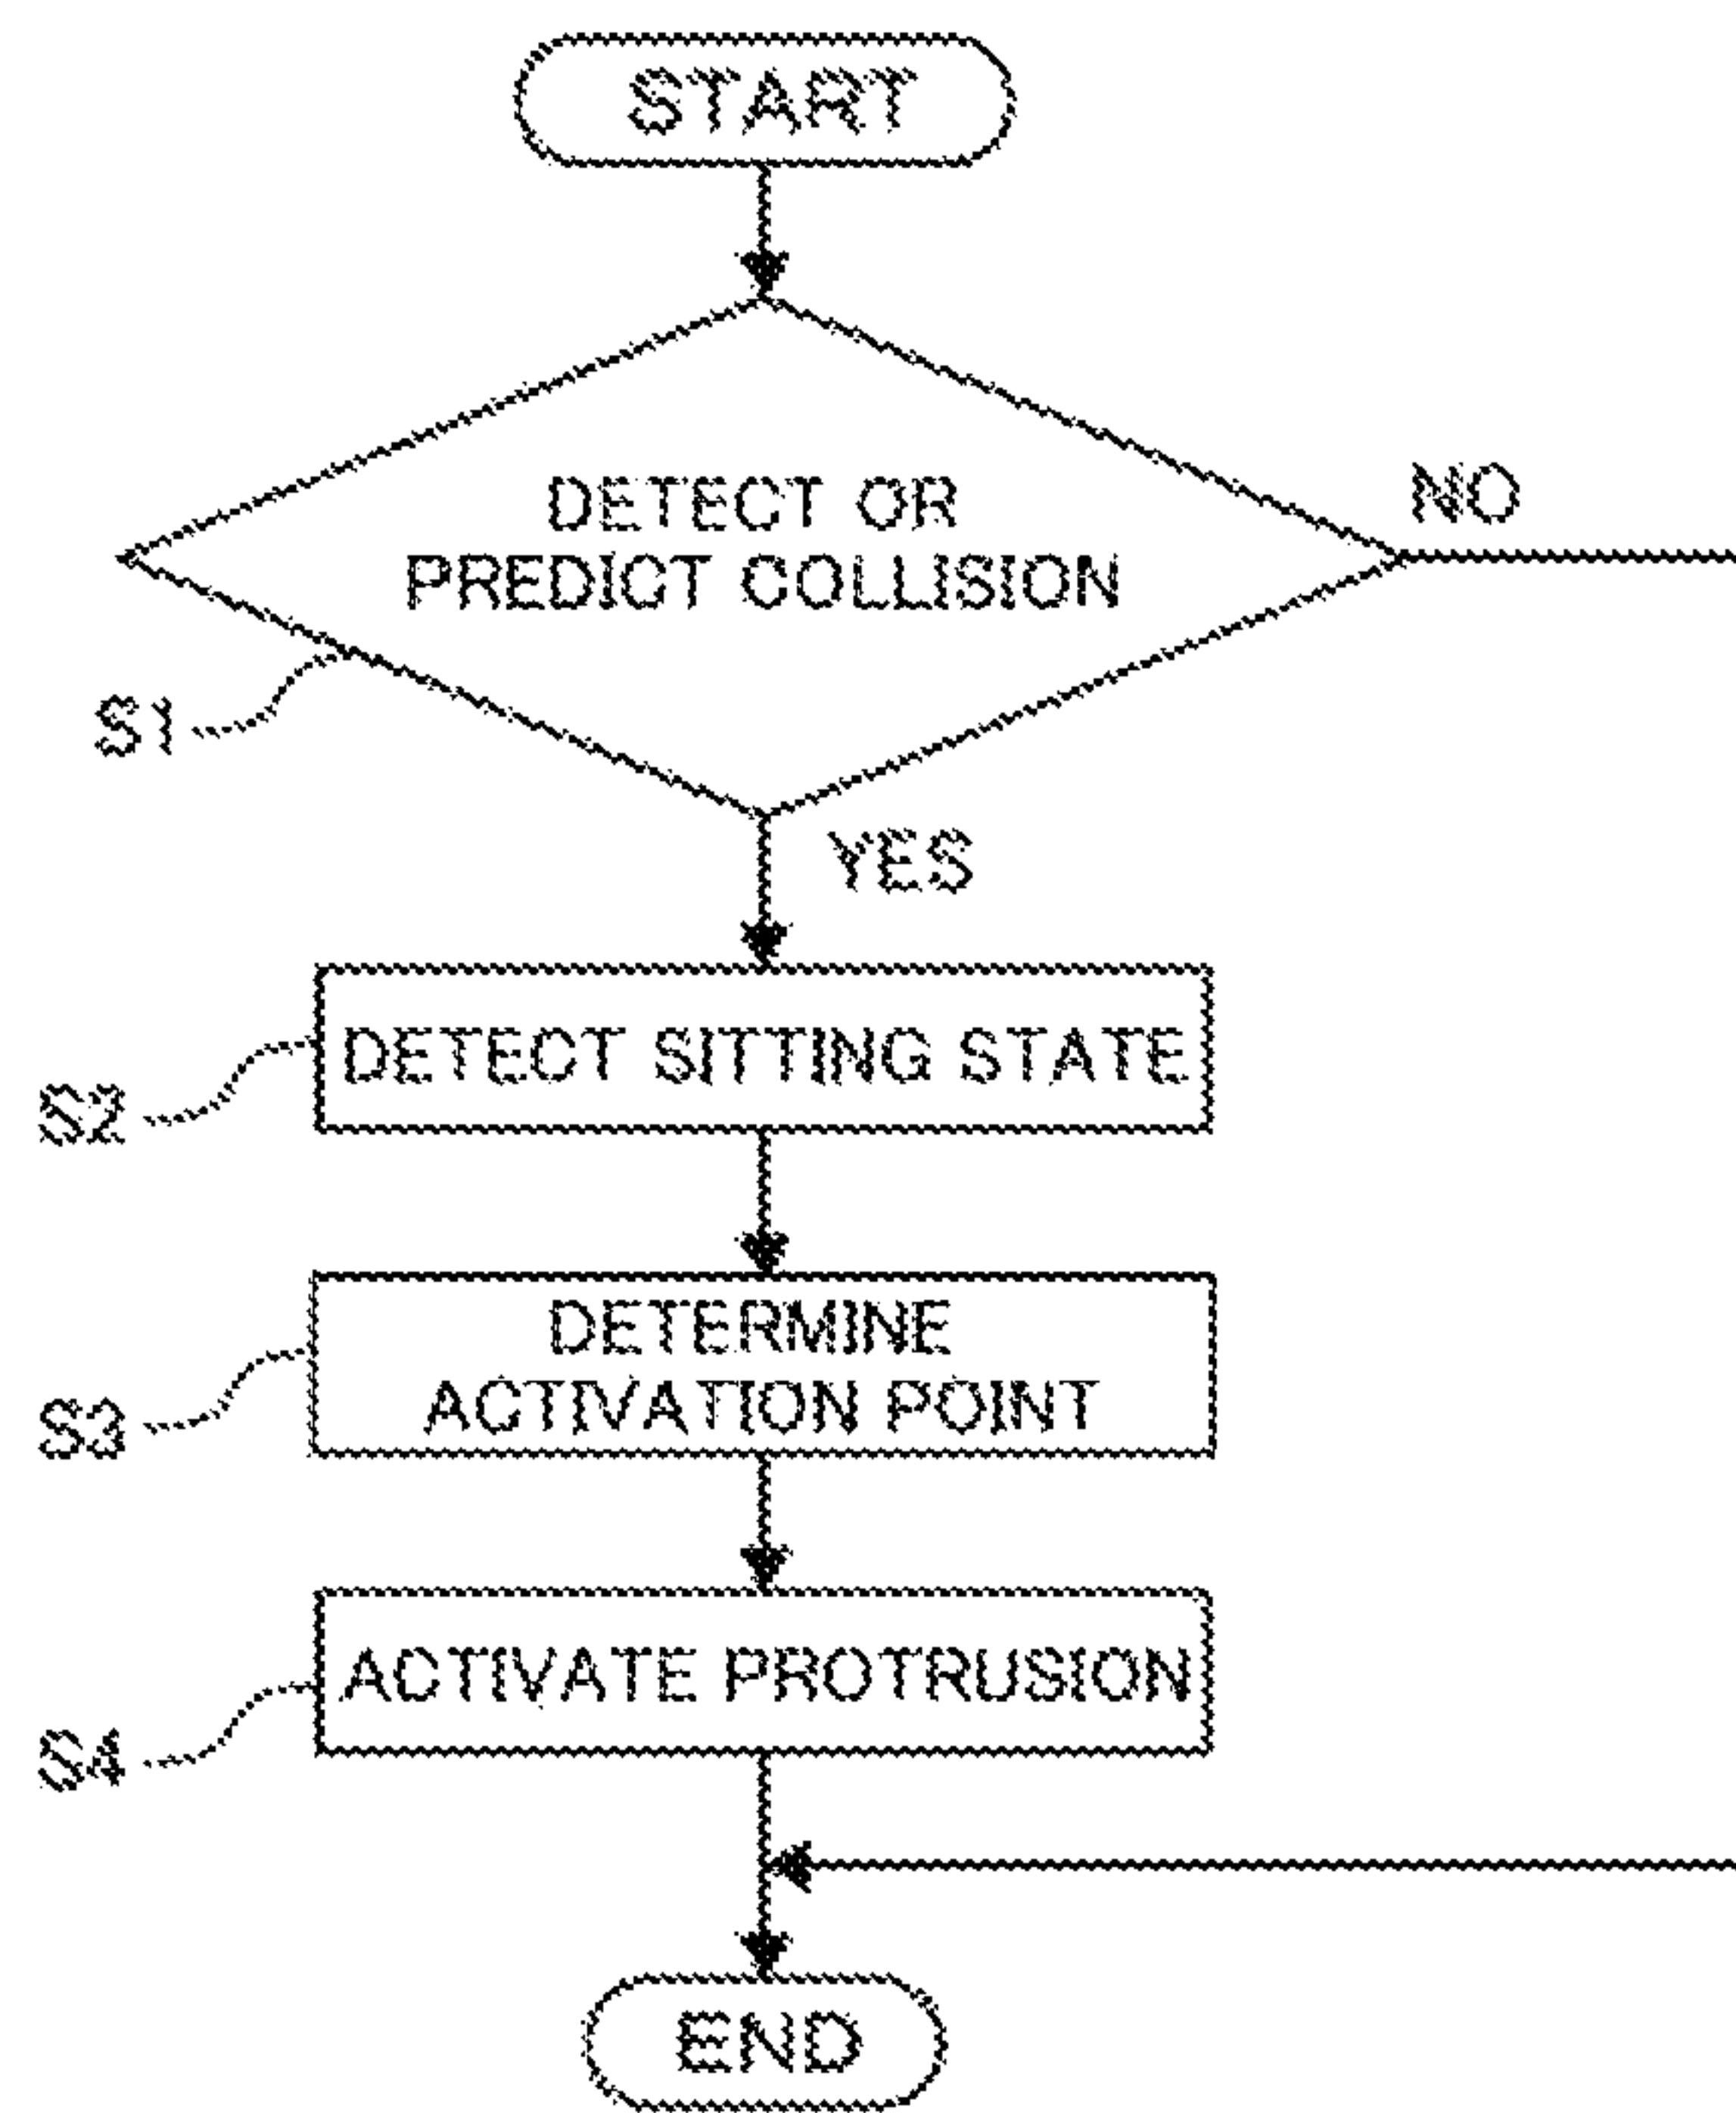 START
DETECT OR
PREDICT COLLISION
NO
S1
YES
DETECT SITTING STATE
S2
DETERMINE
ACTIVATION POINT
S3
ACTIVATE PROTRUSION
S4
END